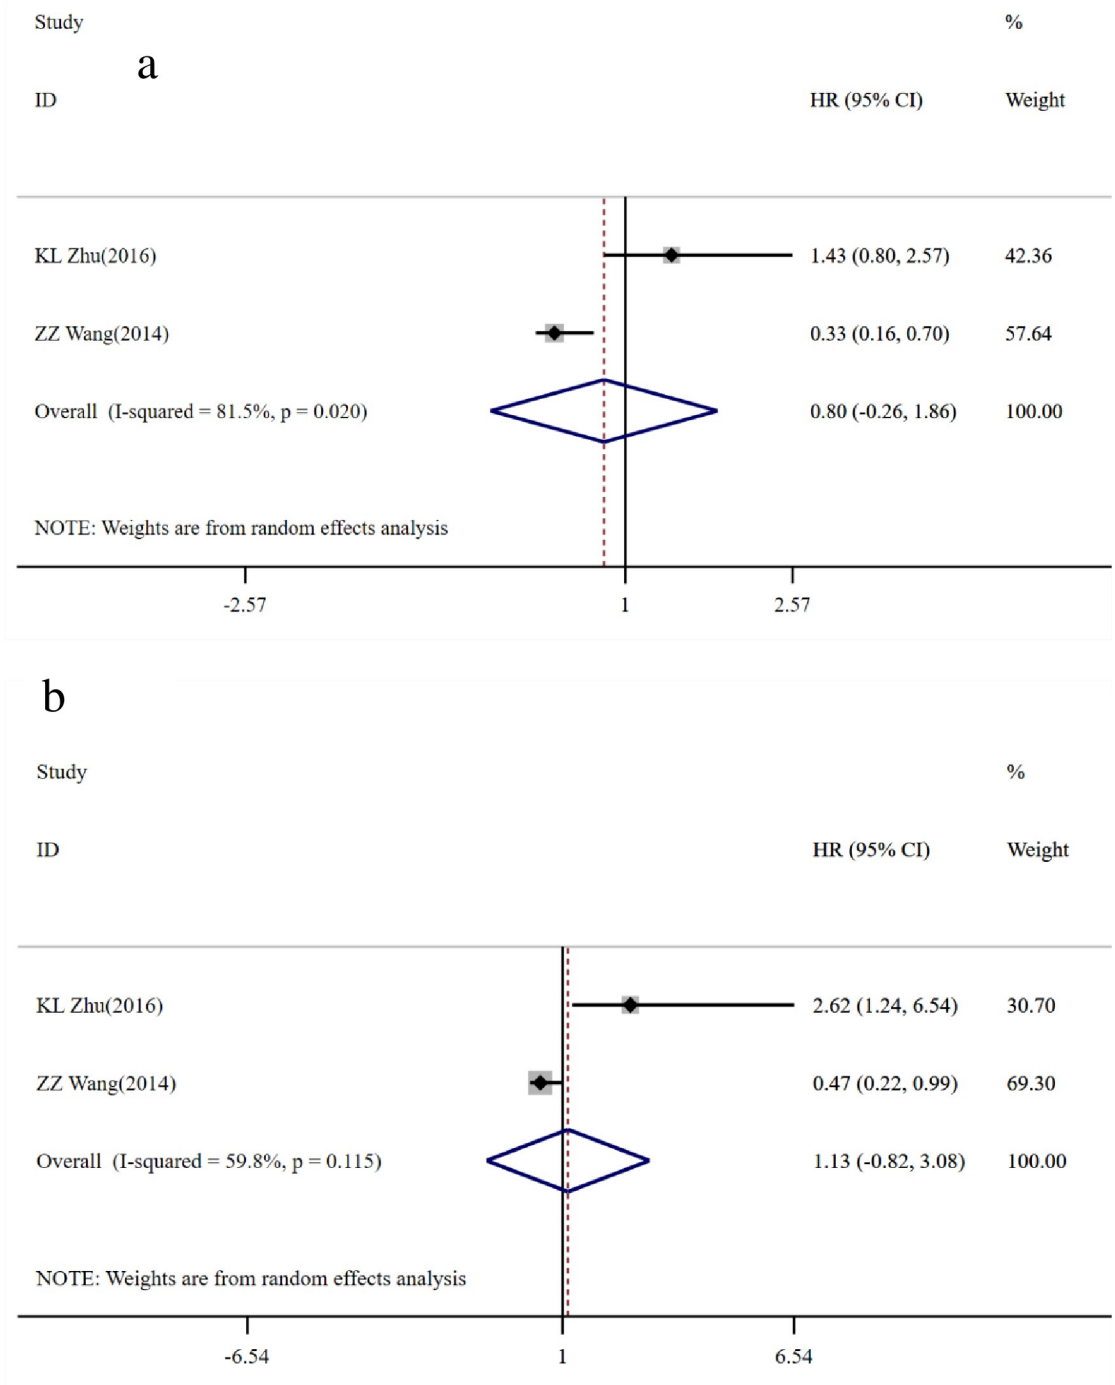 Study %
a
ID HR (95% CI) Weight
KL Zhu(2016) 1.43 (0.80, 2.57) 42.36
ZZ Wang(2014) 0.33 (0.16, 0.70) 57.64
Overall (I-squared = 81.5%, p = 0.020) 0.80 (-0.26, 1.86) 100.00
NOTE: Weights are from random effects analysis
-2.57 1 2.57
b
Study %
ID HR (95% CI) Weight
KL Zhu(2016) 2.62 (1.24, 6.54) 30.70
ZZ Wang(2014) 0.47 (0.22, 0.99) 69.30
Overall (I-squared = 59.8%, p = 0.115) 1.13 (-0.82, 3.08) 100.00
NOTE: Weights are from random effects analysis
-6.54 1 6.54